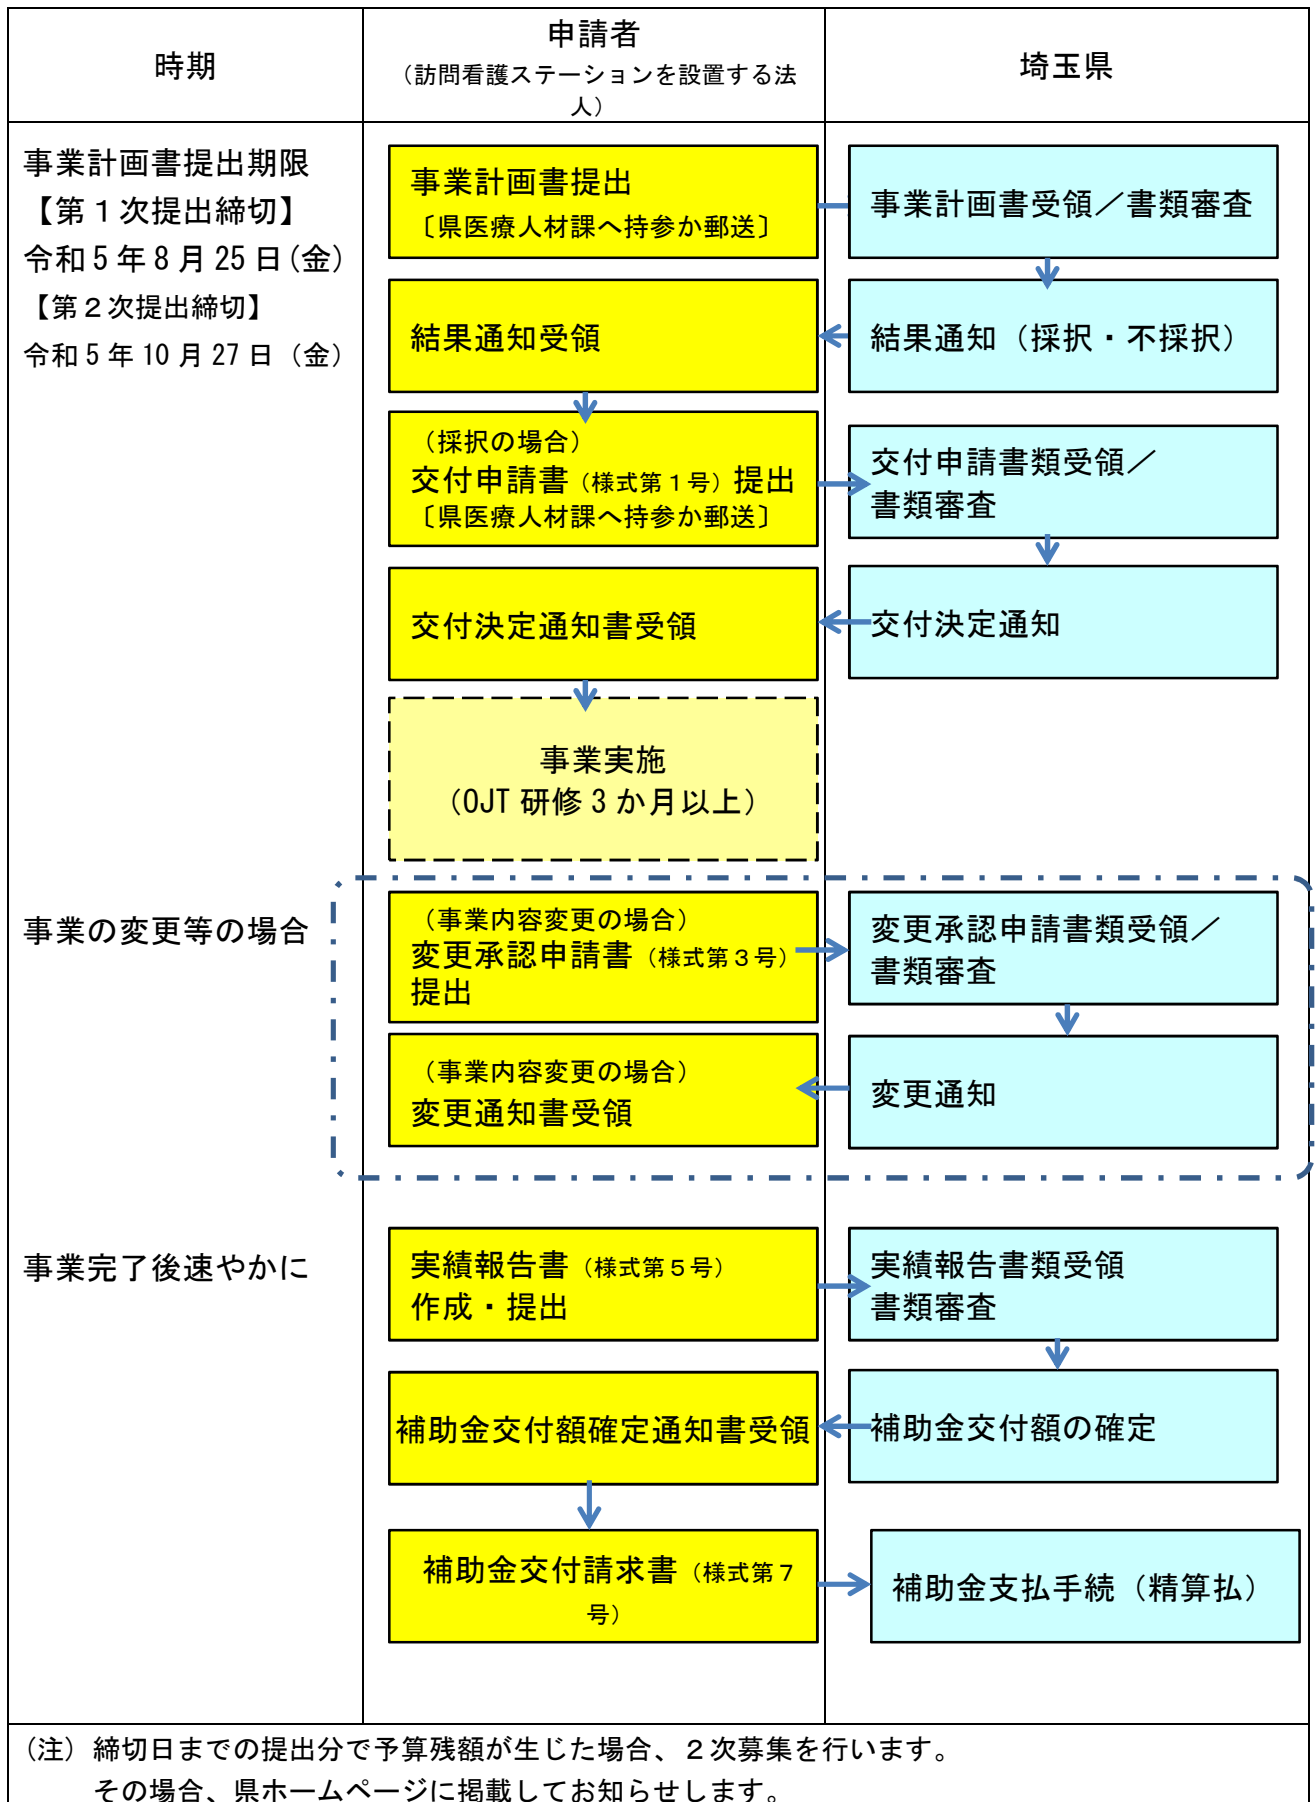 時期
申請者
（訪問看護ステーションを設置する法
人）
埼玉県
事業計画書提出期限
【第１次提出締切】
令和5年8月25日(金)
【第２次提出締切】
令和5年10月27日（金）
事業計画書提出
〔県医療人材課へ持参か郵送〕
事業計画書受領／書類審査
結果通知受領
結果通知（採択・不採択）
（採択の場合）
交付申請書（様式第１号）提出
〔県医療人材課へ持参か郵送〕
交付申請書類受領／
書類審査
交付決定通知書受領
交付決定通知
事業実施
（OJT研修3か月以上）
事業の変更等の場合
（事業内容変更の場合）
変更承認申請書（様式第３号）
提出
変更承認申請書類受領／
書類審査
（事業内容変更の場合）
変更通知書受領
変更通知
事業完了後速やかに
実績報告書（様式第５号）
作成・提出
実績報告書類受領
書類審査
補助金交付額確定通知書受領
補助金交付額の確定
補助金交付請求書（様式第７
号）
補助金支払手続（精算払）
（注）締切日までの提出分で予算残額が生じた場合、２次募集を行います。
その場合、県ホームページに掲載してお知らせします。